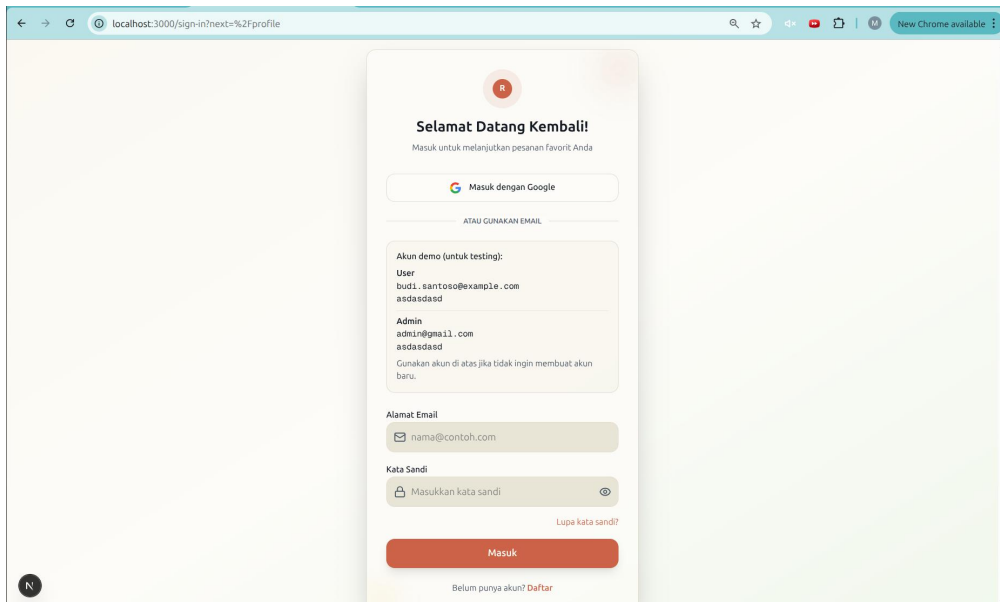 localhost:3000/sign-in?next=%2Fprofile
M
New Chrome available
R
Selamat Datang Kembali!
Masuk untuk melanjutkan pesanan favorit Anda
Masuk dengan Google
ATAU GUNAKAN EMAIL
Akun demo (untuk testing):
User
budi.santoso@example.com
asdasdasd
Admin
admin@gmail.com
asdasdasd
Gunakan akun di atas jika tidak ingin membuat akun
baru.
Alamat Email
nama@contoh.com
Kata Sandi
Masukkan kata sandi
Lupa kata sandi?
Masuk
N
Belum punya akun? Daftar